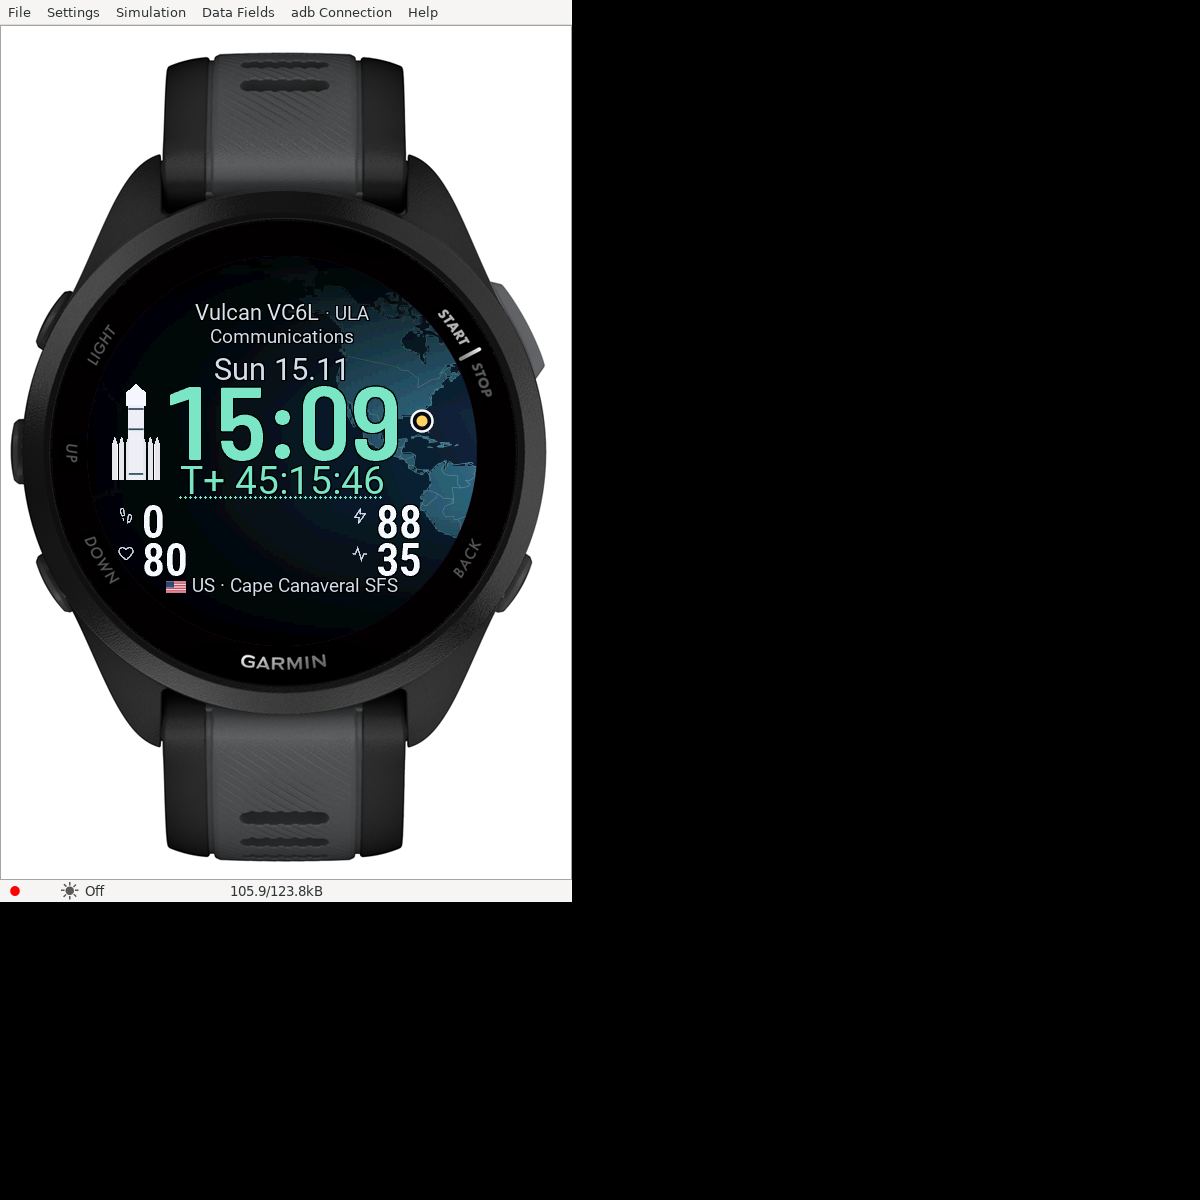 File Settings Simulation Data Fields adb Connection Help
Vulcan VC6L · ULA
Communications
Sun 15.11
START
STOP
LIGHT
15:09
UP
T+ 45:15:46
0 88
80 35
DOWN
BACK
US · Cape Canaveral SFS
GARMIN
Off 105.9/123.8kB